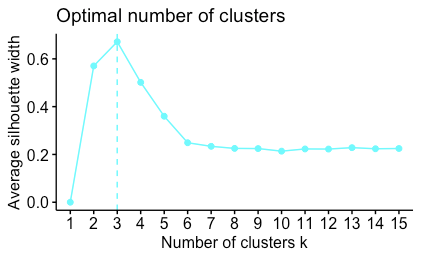 Optimal number of clusters
Average silhouette width
0.6
0.4
0.2
0.0
1 2 3 4 5 6 7 8 9 10 11 12 13 14 15
Number of clusters k